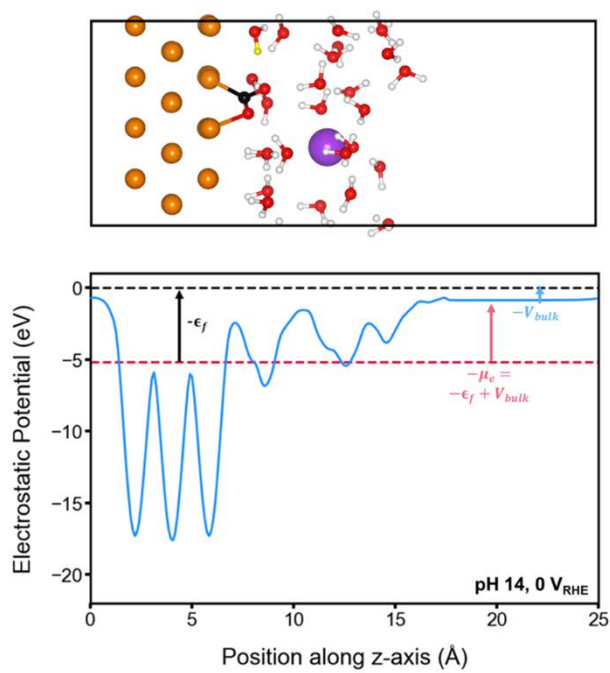 Electrostatic Potential (eV)
0
−5
−10
−15
−20
-ϵf
-Vbulk
-μe =
-ϵf + Vbulk
pH 14, 0 VRHE
0 5 10 15 20 25
Position along z-axis (Å)